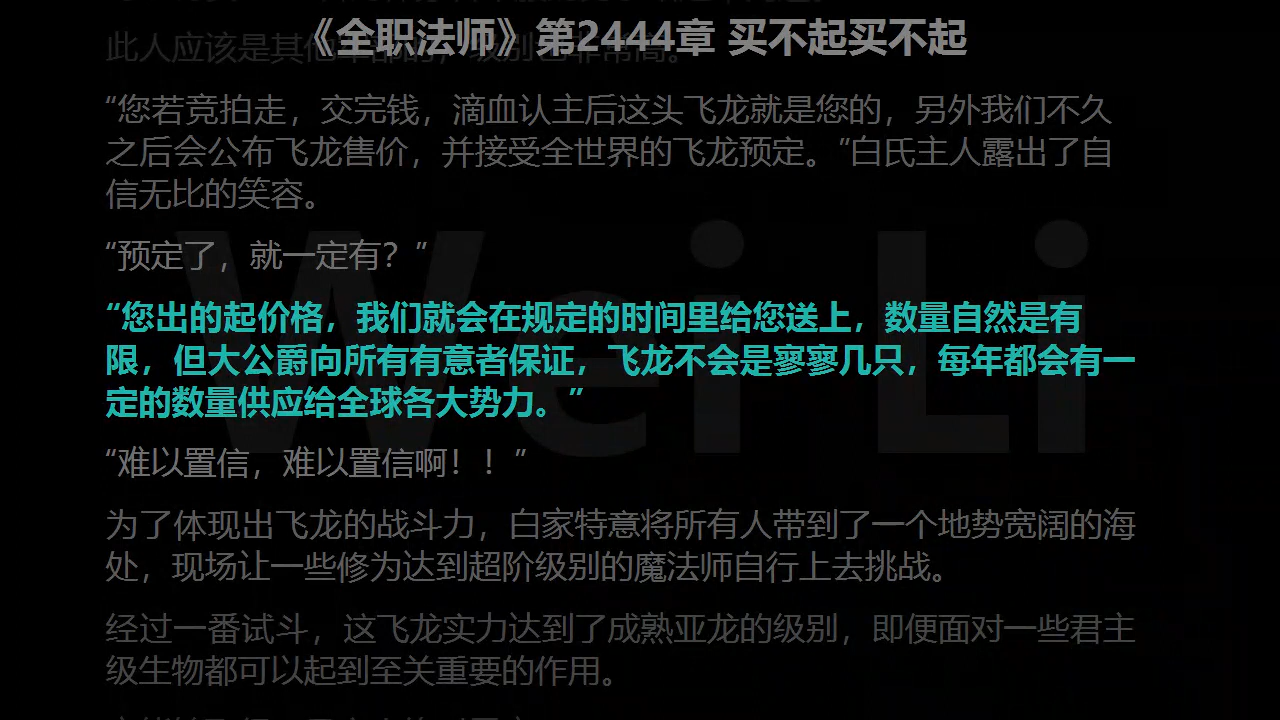 《全职法师》第2444章 买不起买不起
此人应该是其他
“您若竞拍走，交完钱，滴血认主后这头飞龙就是您的，另外我们不久
之后会公布飞龙售价，并接受全世界的飞龙预定。”白氏主人露出了自
信无比的笑容。
“预定了，就一定有？”
“您出的起价格，我们就会在规定的时间里给您送上，数量自然是有
限，但大公爵向所有有意者保证，飞龙不会是寥寥几只，每年都会有一
定的数量供应给全球各大势力。”
“难以置信，难以置信啊！！”
为了体现出飞龙的战斗力，白家特意将所有人带到了一个地势宽阔的海
处，现场让一些修为达到超阶级别的魔法师自行上去挑战。
经过一番试斗，这飞龙实力达到了成熟亚龙的级别，即便面对一些君主
级生物都可以起到至关重要的作用。
Wei Li